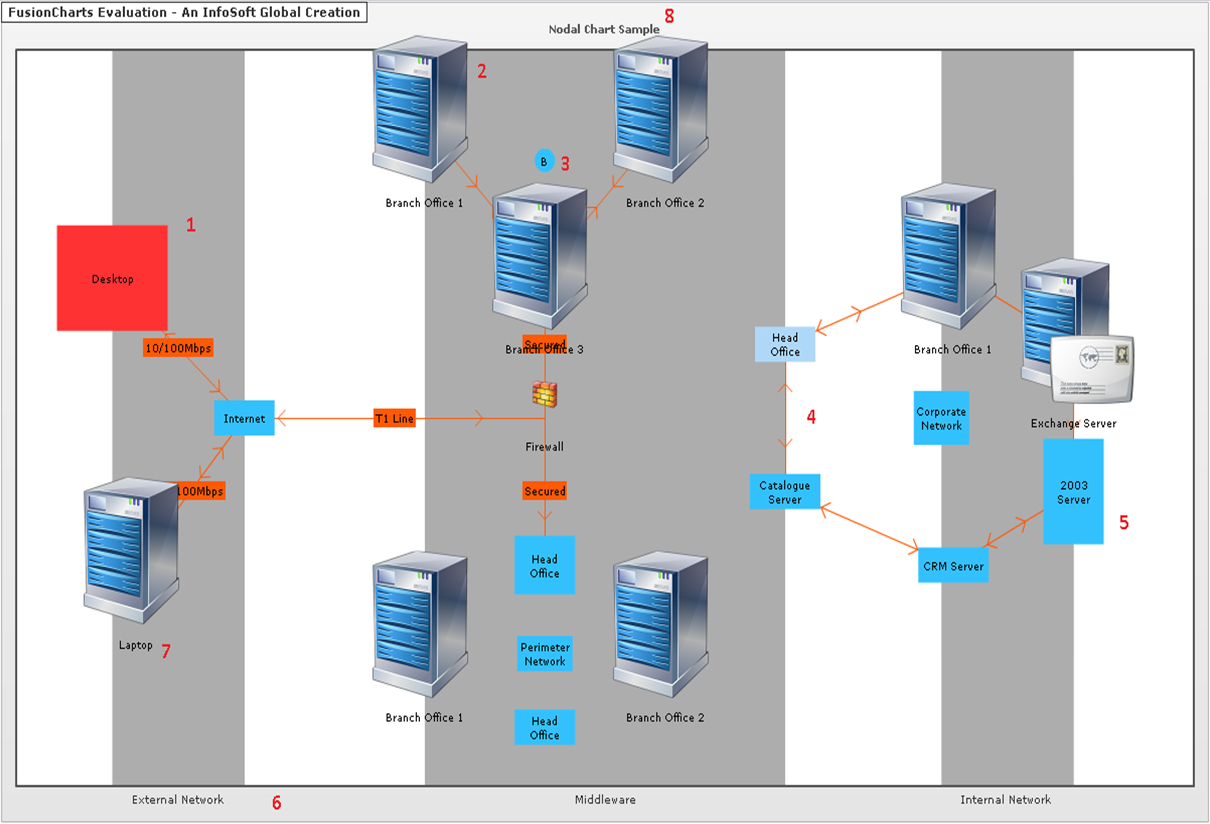 FusionCharts Evaluation - An InfoSoft Global Creation
8
Nodal Chart Sample
2
B
3
Branch Office 1
Branch Office 2
1
Desktop
10/100Mbps
Secured
Branch Office 3
Head
Office
Branch Office 1
Internet
T1 Line
4
Corporate
Network
Exchange Server
Firewall
100Mbps
Secured
Catalogue
Server
2003
Server
5
Head
Office
CRM Server
Laptop
7
Perimeter
Network
Branch Office 1
Head
Office
Branch Office 2
External Network
6
Middleware
Internal Network